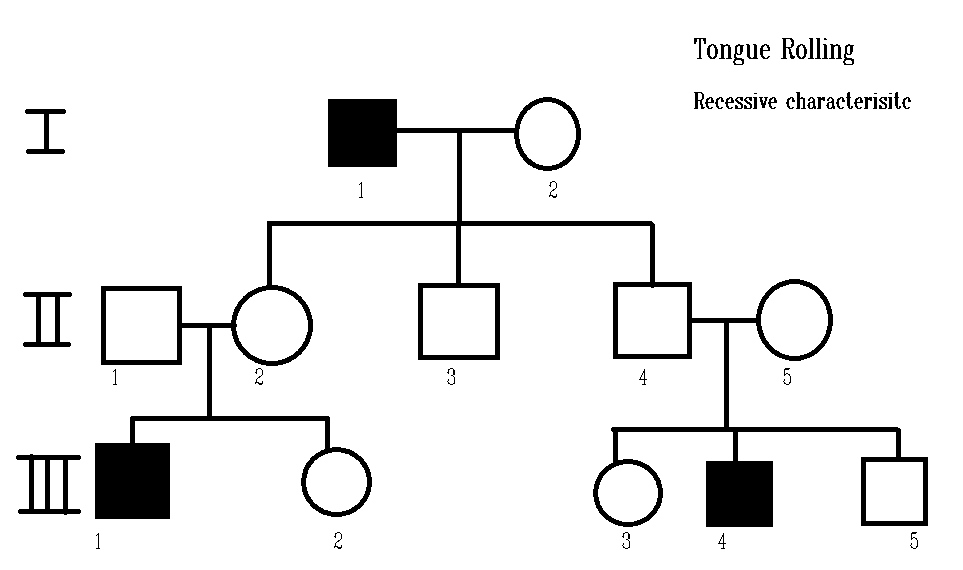 Tongue Rolling
Recessive characterisitc
I
1 2
II
1 2 3 4 5
III
1 2 3 4 5